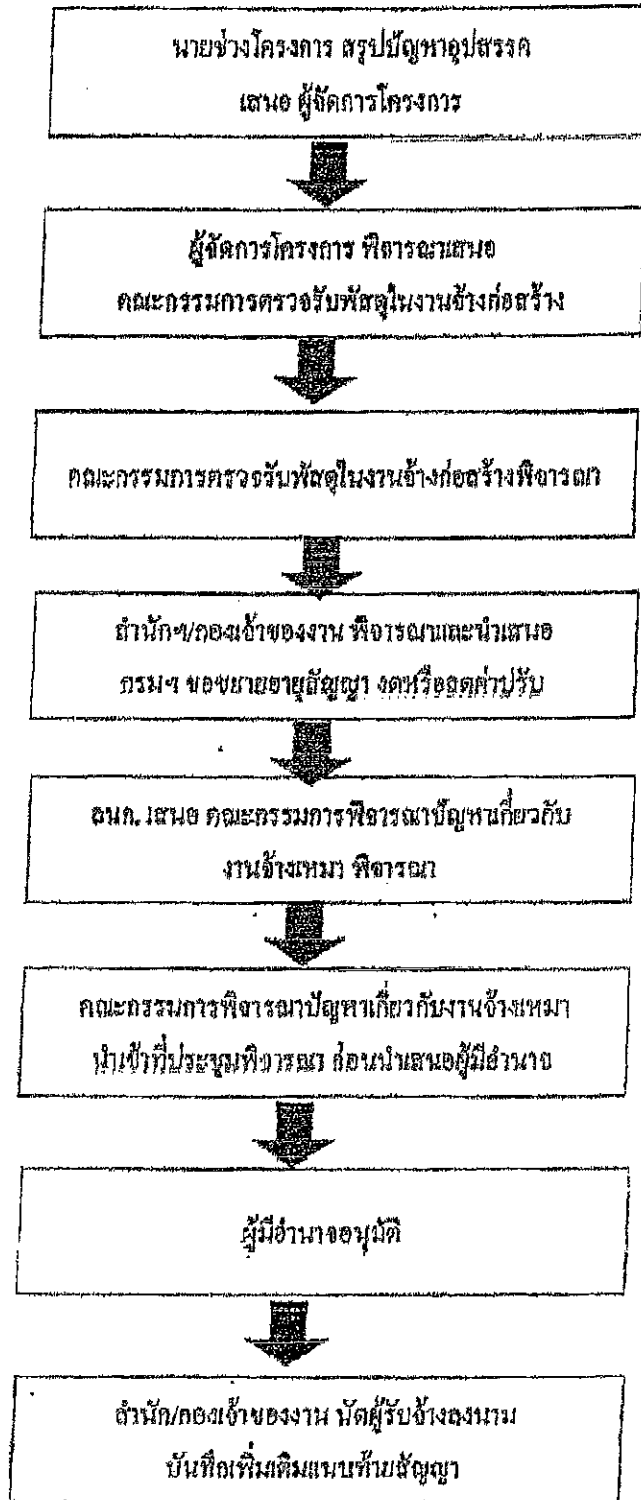 นายช่างโครงการ สรุปปัญหาอุปสรรค
เสนอ ผู้จัดการโครงการ
ผู้จัดการโครงการ พิจารณาเสนอ
คณะกรรมการตรวจรับพัสดุในงานจ้างก่อสร้าง
คณะกรรมการตรวจรับพัสดุในงานจ้างก่อสร้างพิจารณา
สำนักฯ/กองเจ้าของงาน พิจารณาและนำเสนอ
กรมฯ ขอขยายอายุสัญญา งดหรือลดค่าปรับ
อนก. เสนอ คณะกรรมการพิจารณาปัญหาเกี่ยวกับ
งานจ้างเหมา พิจารณา
คณะกรรมการพิจารณาปัญหาเกี่ยวกับงานจ้างเหมา
นำเข้าที่ประชุมพิจารณา ก่อนนำเสนอผู้มีอำนาจ
ผู้มีอำนาจอนุมัติ
สำนัก/กองเจ้าของงาน นัดผู้รับจ้างลงนาม
บันทึกเพิ่มเติมแนบท้ายสัญญา